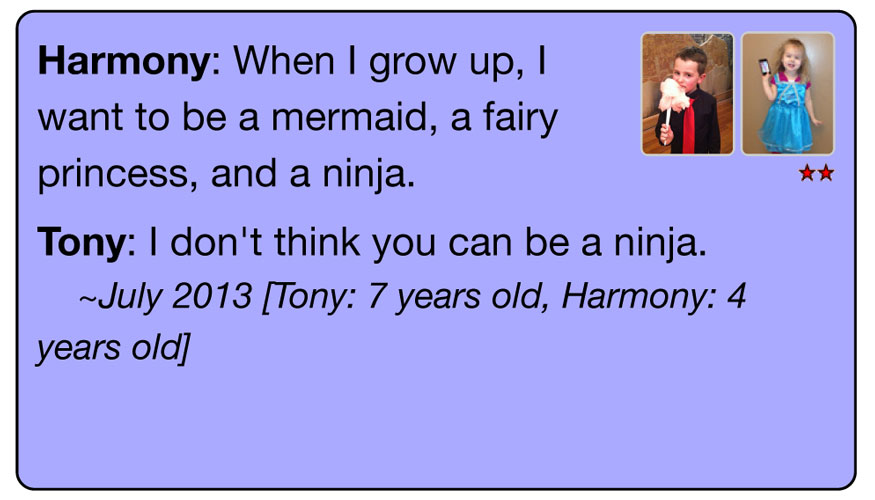 Harmony: When I grow up, I
want to be a mermaid, a fairy
princess, and a ninja.
Tony: I don't think you can be a ninja.
~July 2013 [Tony: 7 years old, Harmony: 4
years old]